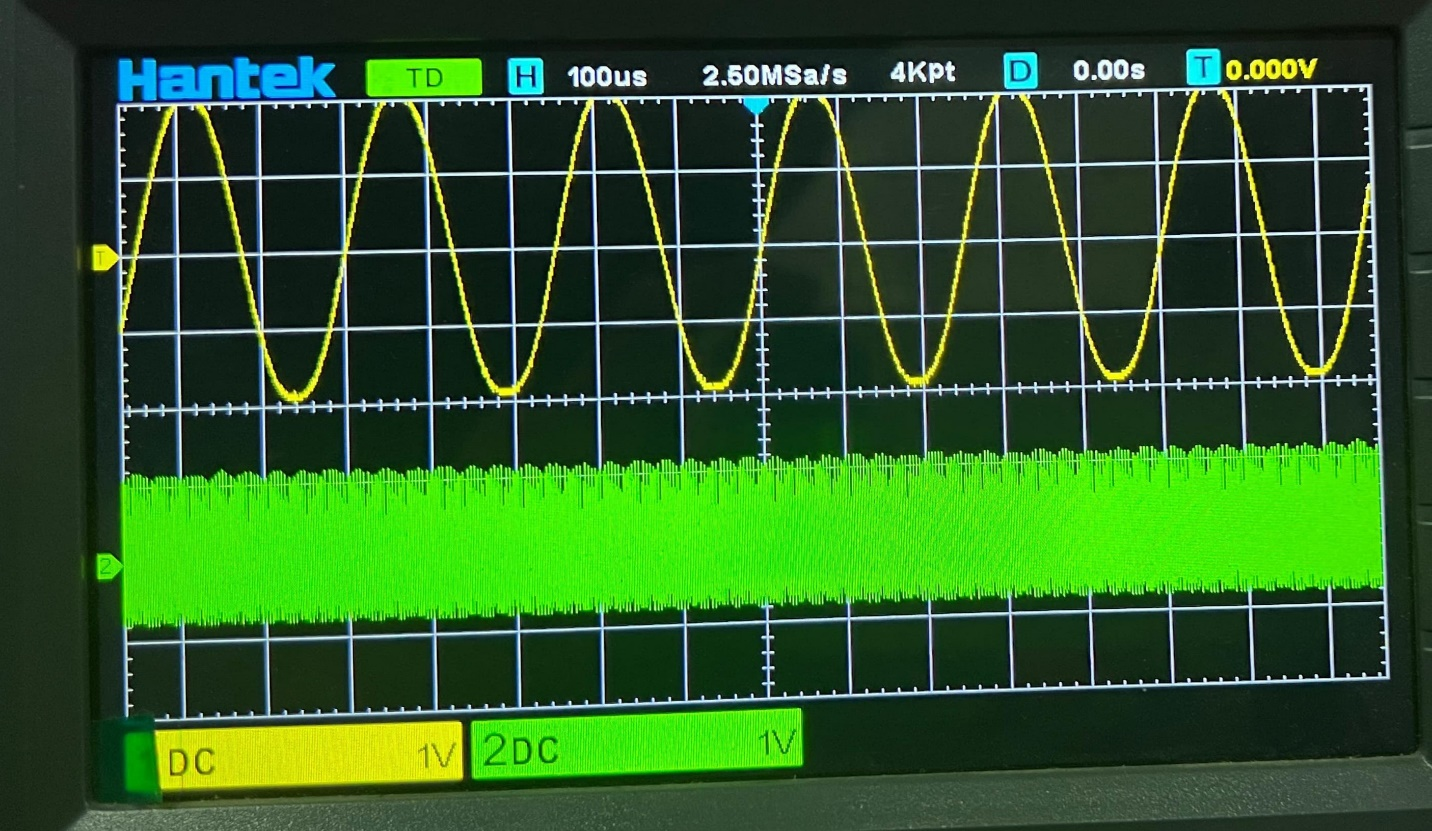 Hantek TD H 100us 2.50MSa/s 4Kpt D 0.00s T 0.000V
T
2
DC 1V 2DC 1V